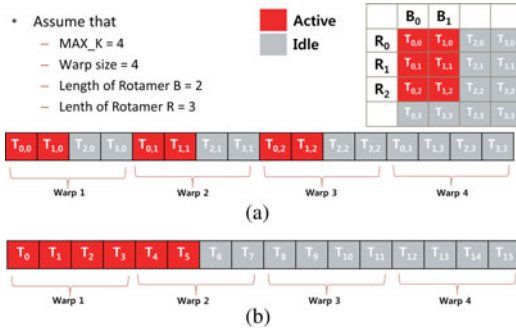 • Assume that
– MAX_K = 4
– Warp size = 4
– Length of Rotamer B = 2
– Lenth of Rotamer R = 3
Active
Idle
B0 B1
R0 T0,0 T1,0 T2,0 T3,0
R1 T0,1 T1,1 T2,1 T3,1
R2 T0,2 T1,2 T2,2 T3,2
T0,3 T1,3 T2,3 T3,3
T0,0 T1,0 T2,0 T3,0 T0,1 T1,1 T2,1 T3,1 T0,2 T1,2 T2,2 T3,2 T0,3 T1,3 T2,3 T3,3
Warp 1 Warp 2 Warp 3 Warp 4
(a)
T0 T1 T2 T3 T4 T5 T6 T7 T8 T9 T10 T11 T12 T13 T14 T15
Warp 1 Warp 2 Warp 3 Warp 4
(b)